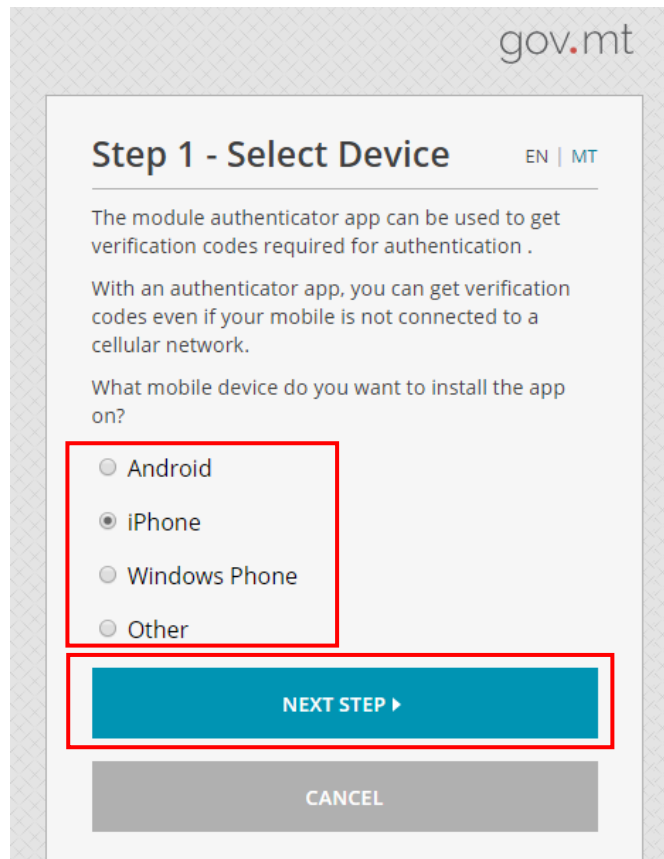 gov.mt
Step 1 - Select Device
EN | MT
The module authenticator app can be used to get
verification codes required for authentication .
With an authenticator app, you can get verification
codes even if your mobile is not connected to a
cellular network.
What mobile device do you want to install the app
on?
Android
iPhone
Windows Phone
Other
NEXT STEP
CANCEL